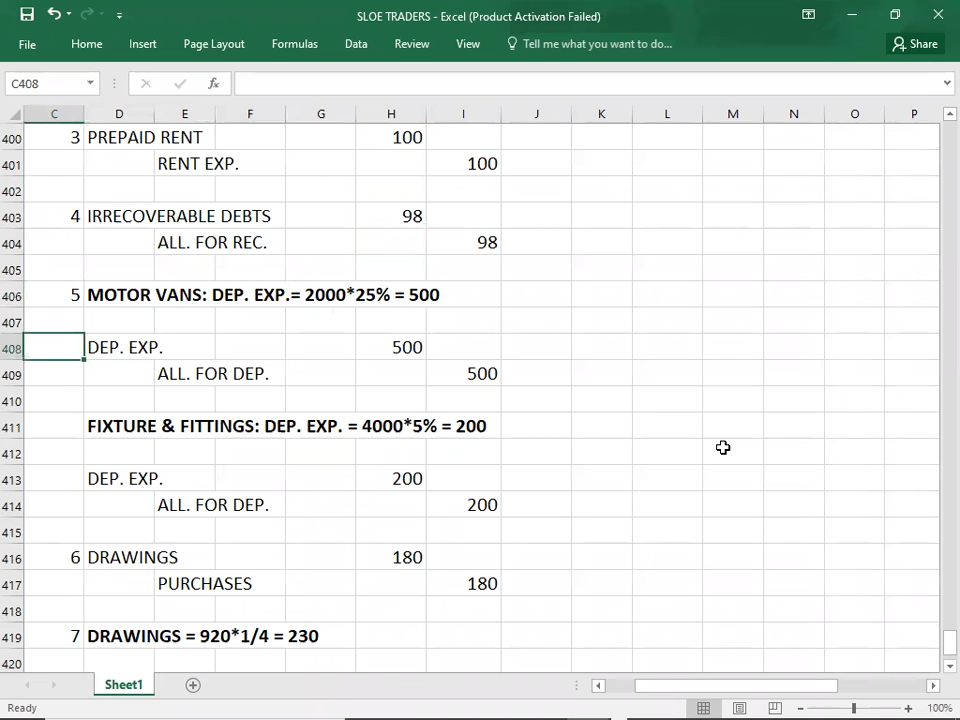 SLOE TRADERS - Excel (Product Activation Failed)
File Home Insert Page Layout Formulas Data Review View Tell me what you want to do... Share
C408 fx
C D E F G H I J K L M N O P
400 3 PREPAID RENT 100
401 RENT EXP. 100
402
403 4 IRRECOVERABLE DEBTS 98
404 ALL. FOR REC. 98
405
406 5 MOTOR VANS: DEP. EXP.= 2000*25% = 500
407
408 DEP. EXP. 500
409 ALL. FOR DEP. 500
410
411 FIXTURE & FITTINGS: DEP. EXP. = 4000*5% = 200
412
413 DEP. EXP. 200
414 ALL. FOR DEP. 200
415
416 6 DRAWINGS 180
417 PURCHASES 180
418
419 7 DRAWINGS = 920*1/4 = 230
420
Sheet1
Ready 100%